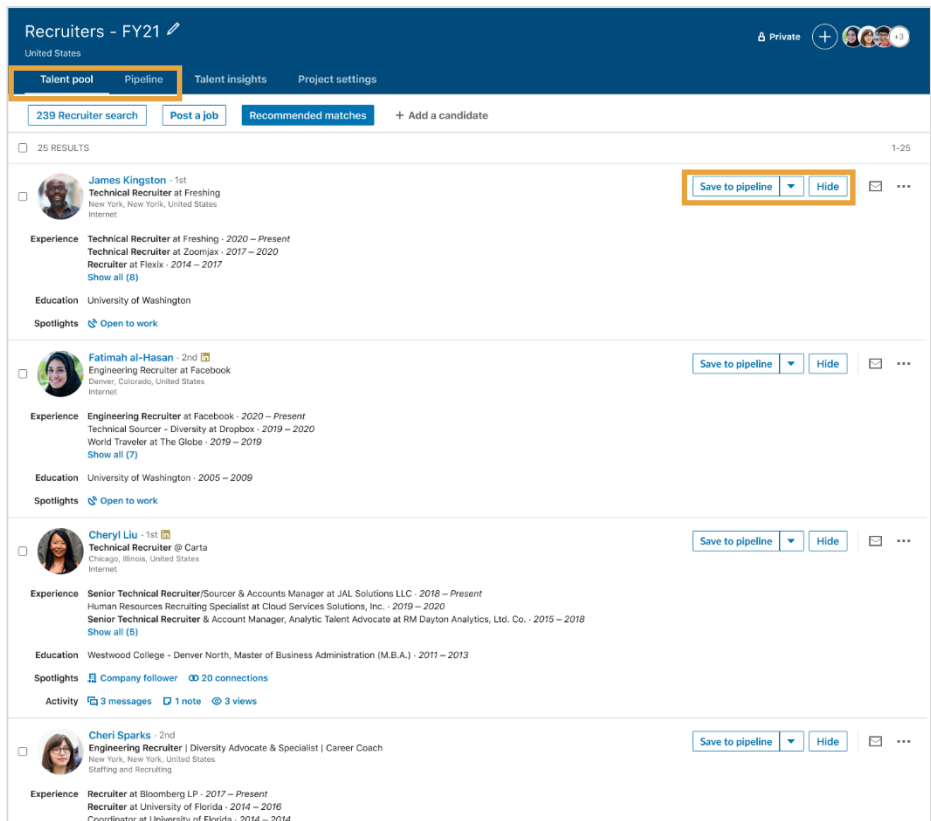 Recruiters - FY21
United States
Private
+3
Talent pool Pipeline Talent insights Project settings
239 Recruiter search Post a job Recommended matches + Add a candidate
25 RESULTS 1-25
James Kingston · 1st
Technical Recruiter at Freshing
New York, New Yorik, United States
Internet
Save to pipeline Hide
Experience Technical Recruiter at Freshing · 2020 – Present
Technical Recruiter at Zoomjax · 2017 – 2020
Recruiter at Flexix · 2014 – 2017
Show all (8)
Education University of Washington
Spotlights Open to work
Fatimah al-Hasan · 2nd
Engineering Recruiter at Facebook
Denver, Colorado, United States
Internet
Save to pipeline Hide
Experience Engineering Recruiter at Facebook · 2020 – Present
Technical Sourcer - Diversity at Dropbox · 2019 – 2020
World Traveler at The Globe · 2019 – 2019
Show all (7)
Education University of Washington · 2005 – 2009
Spotlights Open to work
Cheryl Liu · 1st
Technical Recruiter @ Carta
Chicago, Illinois, United States
Internet
Save to pipeline Hide
Experience Senior Technical Recruiter/Sourcer & Accounts Manager at JAL Solutions LLC · 2018 – Present
Human Resources Recruiting Specialist at Cloud Services Solutions, Inc. · 2019 – 2020
Senior Technical Recruiter & Account Manager, Analytic Talent Advocate at RM Dayton Analytics, Ltd. Co. · 2015 – 2018
Show all (5)
Education Westwood College - Denver North, Master of Business Administration (M.B.A.) · 2011 – 2013
Spotlights Company follower 20 connections
Activity 3 messages 1 note 3 views
Cheri Sparks · 2nd
Engineering Recruiter | Diversity Advocate & Specialist | Career Coach
New York, New York, United States
Staffing and Recruiting
Save to pipeline Hide
Experience Recruiter at Bloomberg LP · 2017 – Present
Recruiter at University of Florida · 2014 – 2016
Coordinator at University of Florida · 2014 – 2014